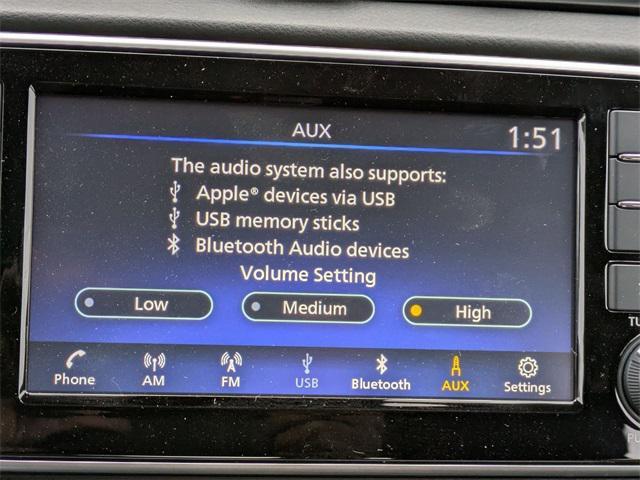 AUX
1:51
The audio system also supports:
Apple® devices via USB
USB memory sticks
Bluetooth Audio devices
Volume Setting
Low Medium High
Phone AM FM USB Bluetooth AUX Settings